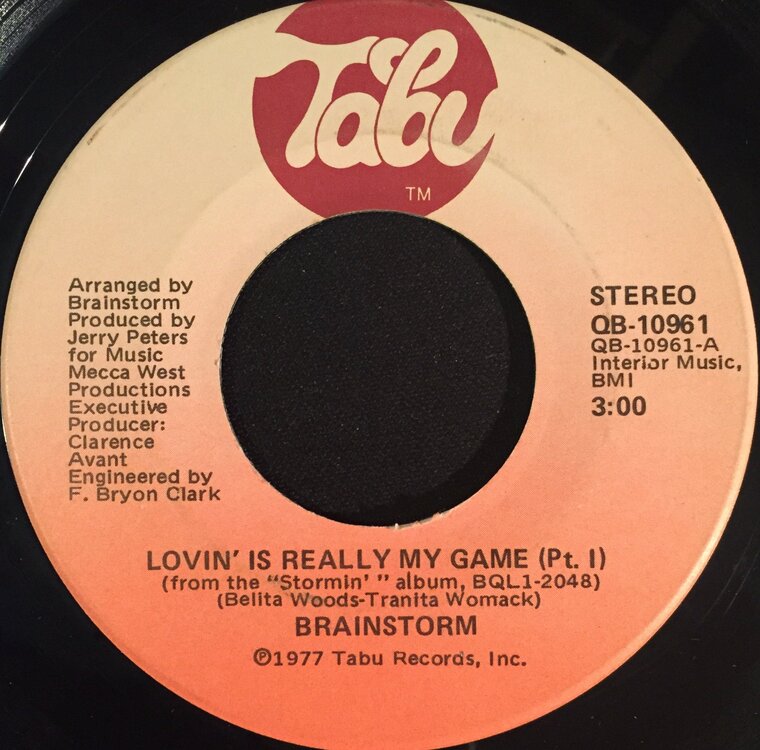 Tabu
TM
Arranged by
Brainstorm
Produced by
Jerry Peters
for Music
Mecca West
Productions
Executive
Producer:
Clarence
Avant
Engineered by
F. Bryon Clark
STEREO
QB-10961
QB-10961-A
Interior Music,
BMI
3:00
LOVIN' IS REALLY MY GAME (Pt. I)
(from the "Stormin' " album, BQL1-2048)
(Belita Woods-Tranita Womack)
BRAINSTORM
℗1977 Tabu Records, Inc.